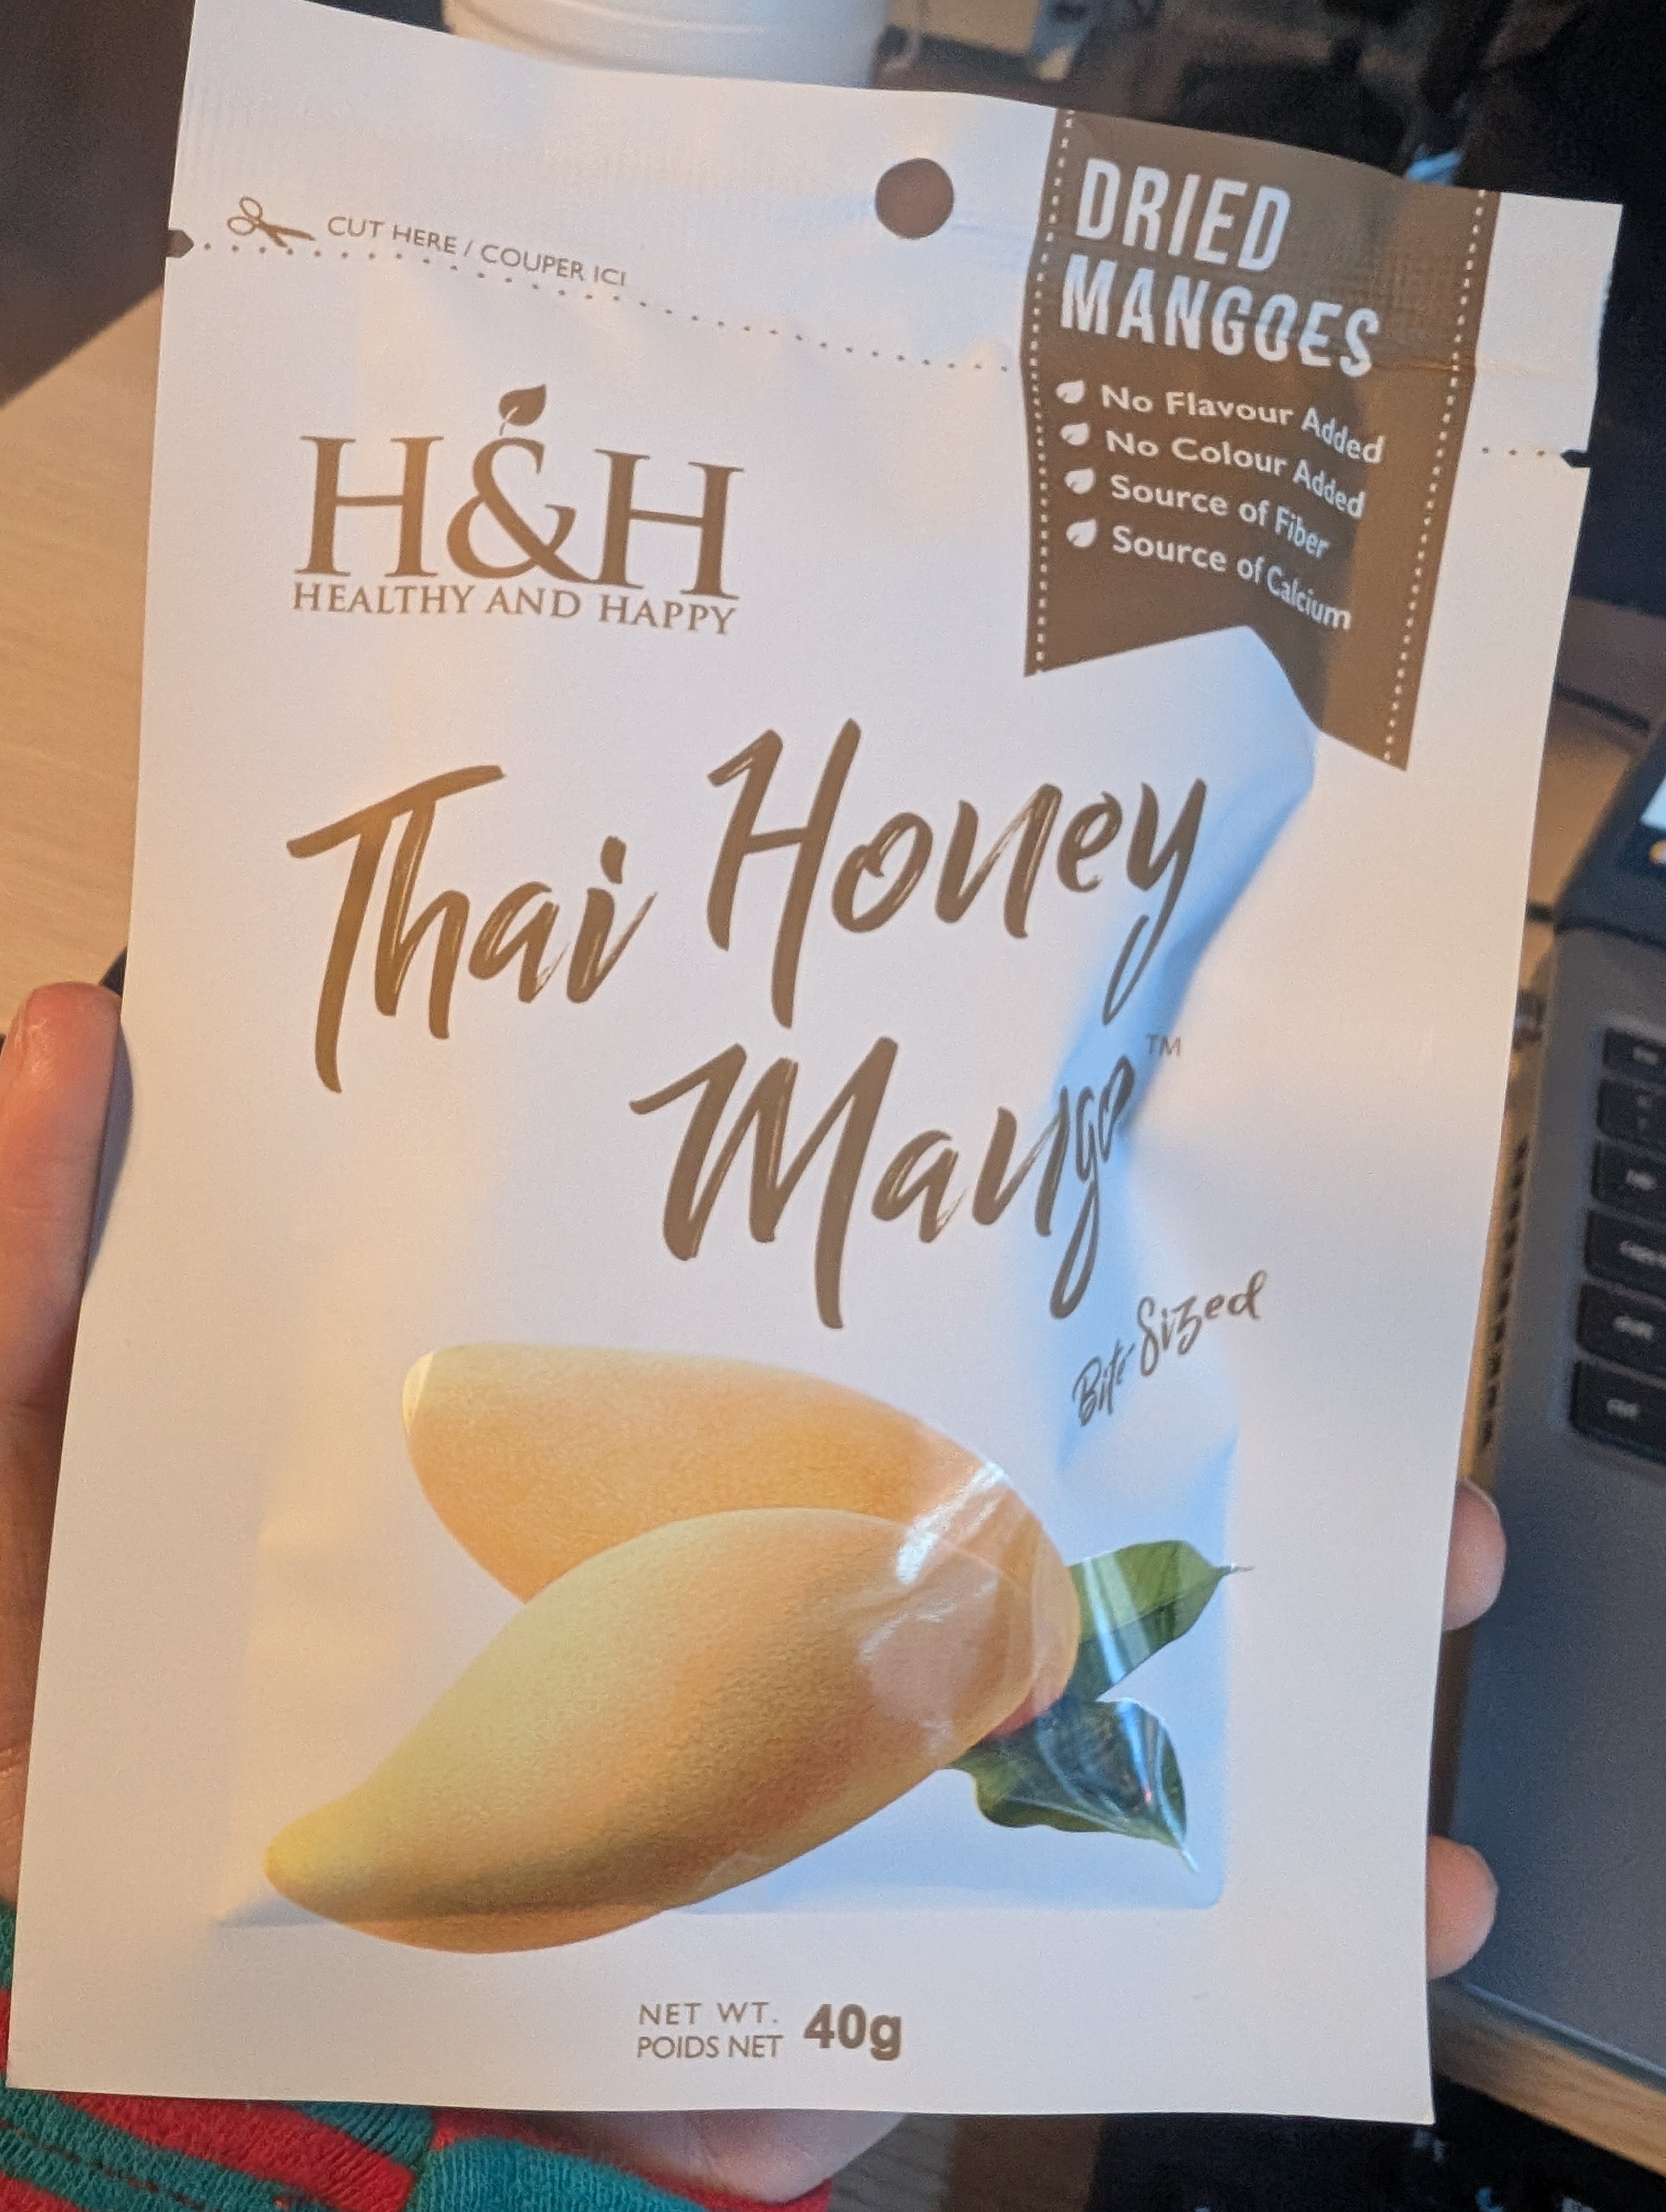 CUT HERE / COUPER ICI
DRIED
MANGOES
No Flavour Added
No Colour Added
Source of Fiber
Source of Calcium
H&H
HEALTHY AND HAPPY
Thai Honey
Mango™
Bite-Sized
NET WT.
POIDS NET
40g